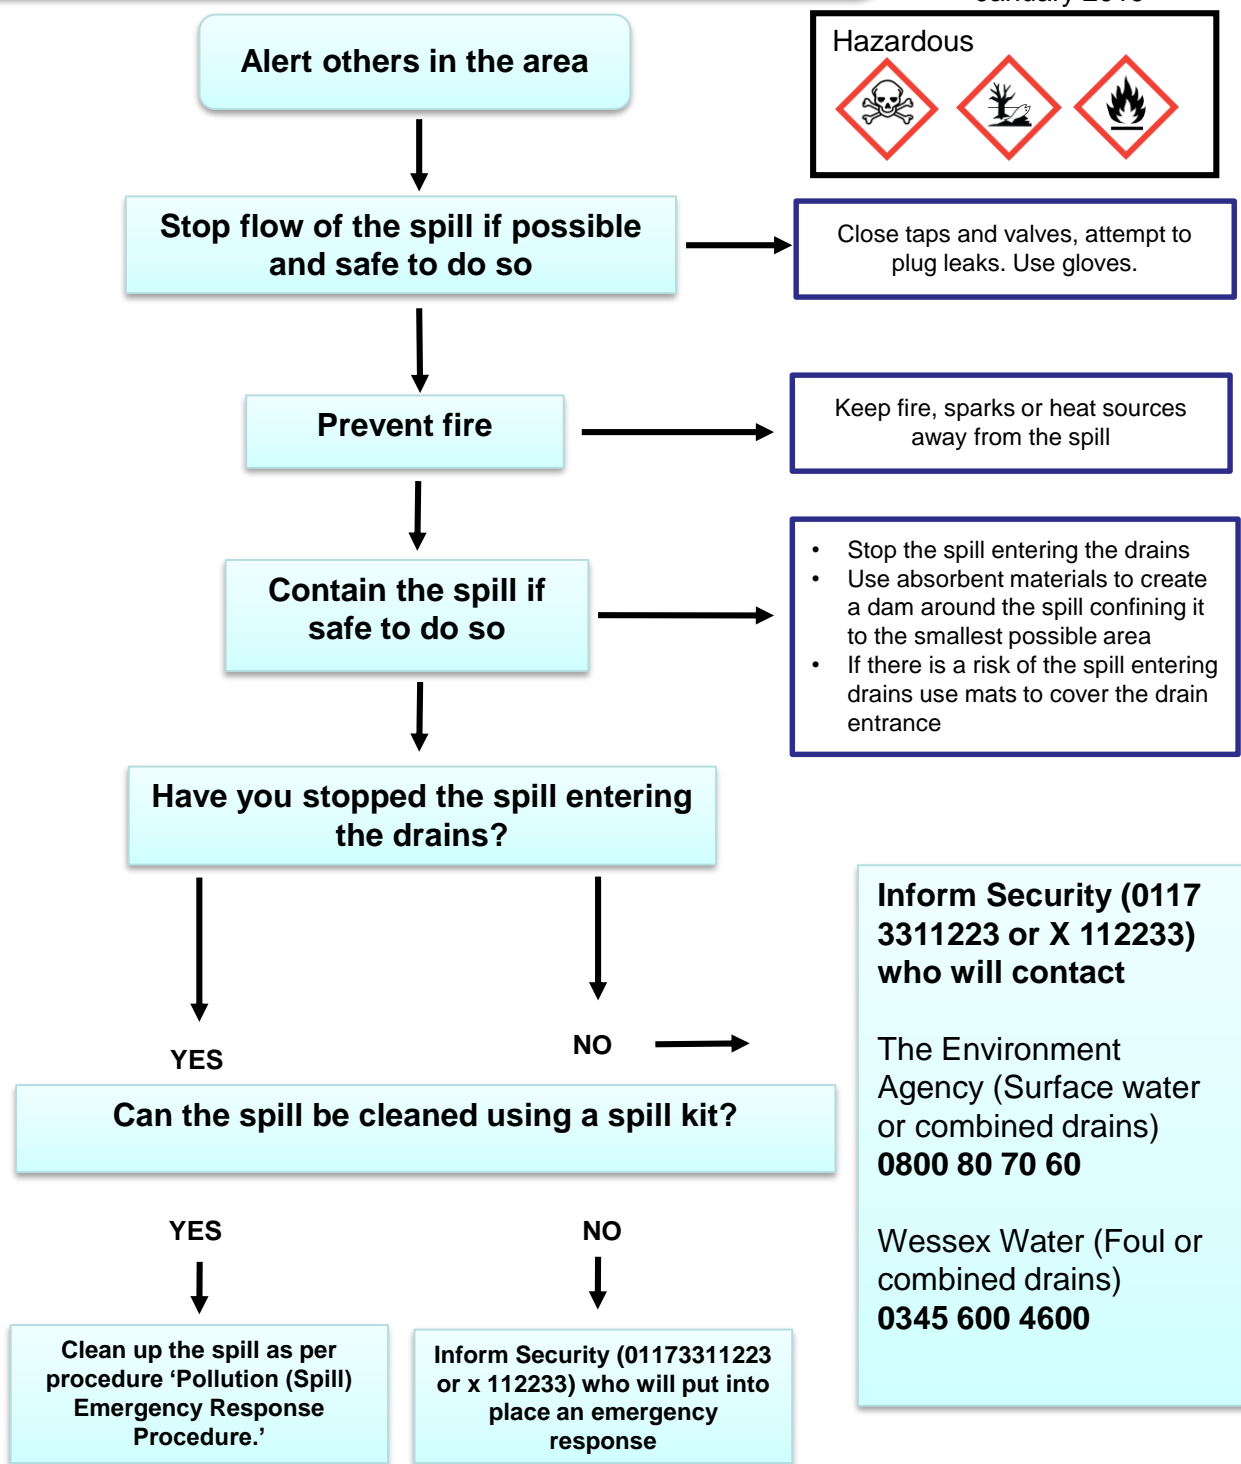 Alert others in the area
Hazardous
Stop flow of the spill if possible
and safe to do so
Close taps and valves, attempt to
plug leaks. Use gloves.
Prevent fire
Keep fire, sparks or heat sources
away from the spill
Contain the spill if
safe to do so
• Stop the spill entering the drains
• Use absorbent materials to create
a dam around the spill confining it
to the smallest possible area
• If there is a risk of the spill entering
drains use mats to cover the drain
entrance
Have you stopped the spill entering
the drains?
YES
NO
Inform Security (0117
3311223 or X 112233)
who will contact
The Environment
Agency (Surface water
or combined drains)
0800 80 70 60
Wessex Water (Foul or
combined drains)
0345 600 4600
Can the spill be cleaned using a spill kit?
YES
NO
Clean up the spill as per
procedure ‘Pollution (Spill)
Emergency Response
Procedure.’
Inform Security (01173311223
or x 112233) who will put into
place an emergency
response